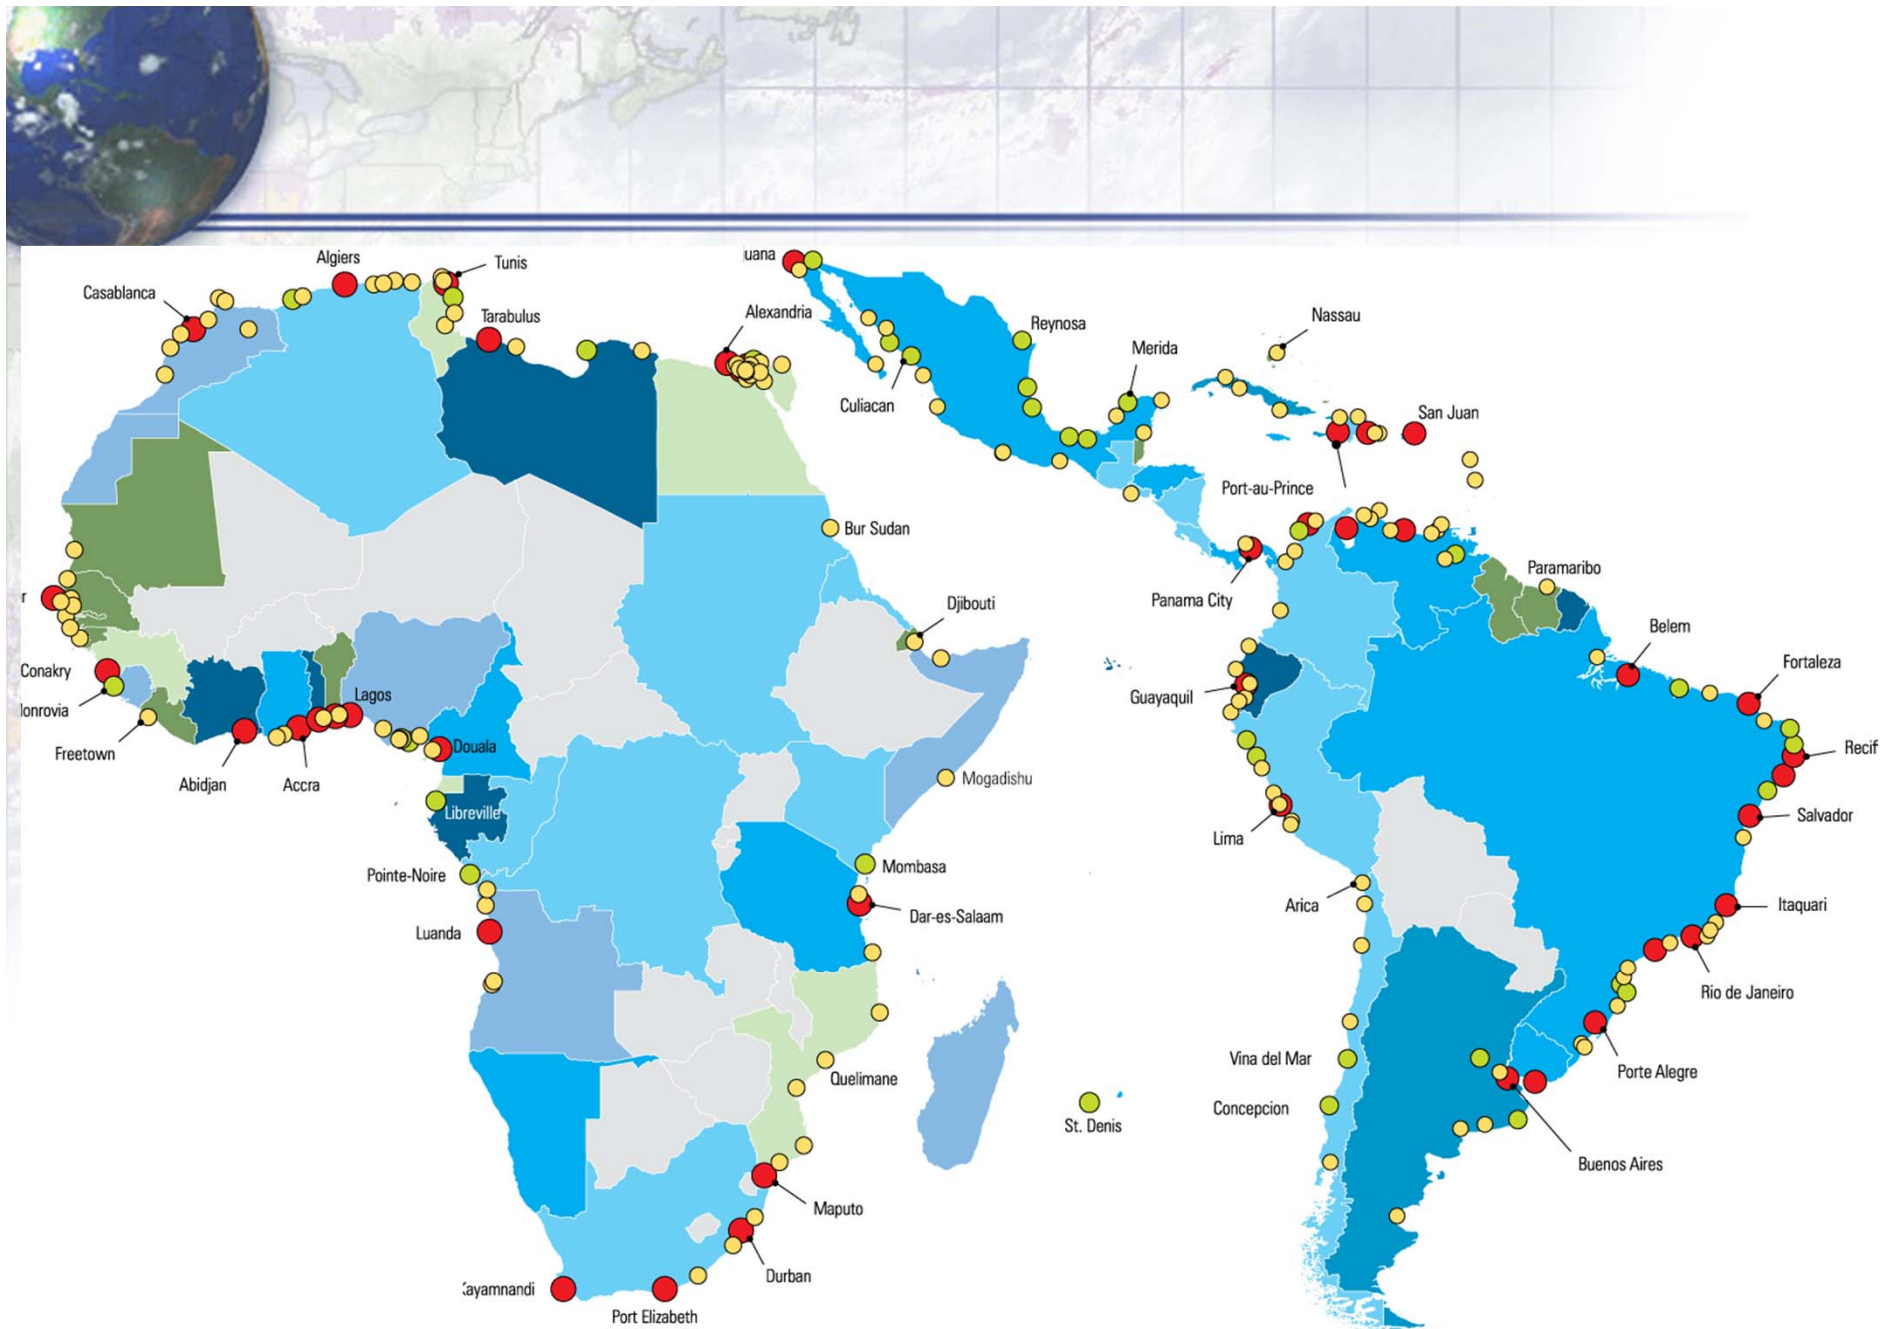 Algiers
Tunis
Casablanca
Tarabulus
Alexandria
uana
Reynosa
Nassau
Merida
Culiacan
San Juan
Port-au-Prince
Bur Sudan
Djibouti
Panama City
Paramaribo
Belem
Fortaleza
r
Conakry
lonrovia
Freetown
Lagos
Abidjan
Accra
Douala
Mogadishu
Guayaquil
Recif
Libreville
Lima
Salvador
Pointe-Noire
Mombasa
Arica
Itaquari
Luanda
Dar-es-Salaam
Rio de Janeiro
Vina del Mar
Quelimane
Porte Alegre
Concepcion
St. Denis
Buenos Aires
Maputo
Durban
ayamnandi
Port Elizabeth